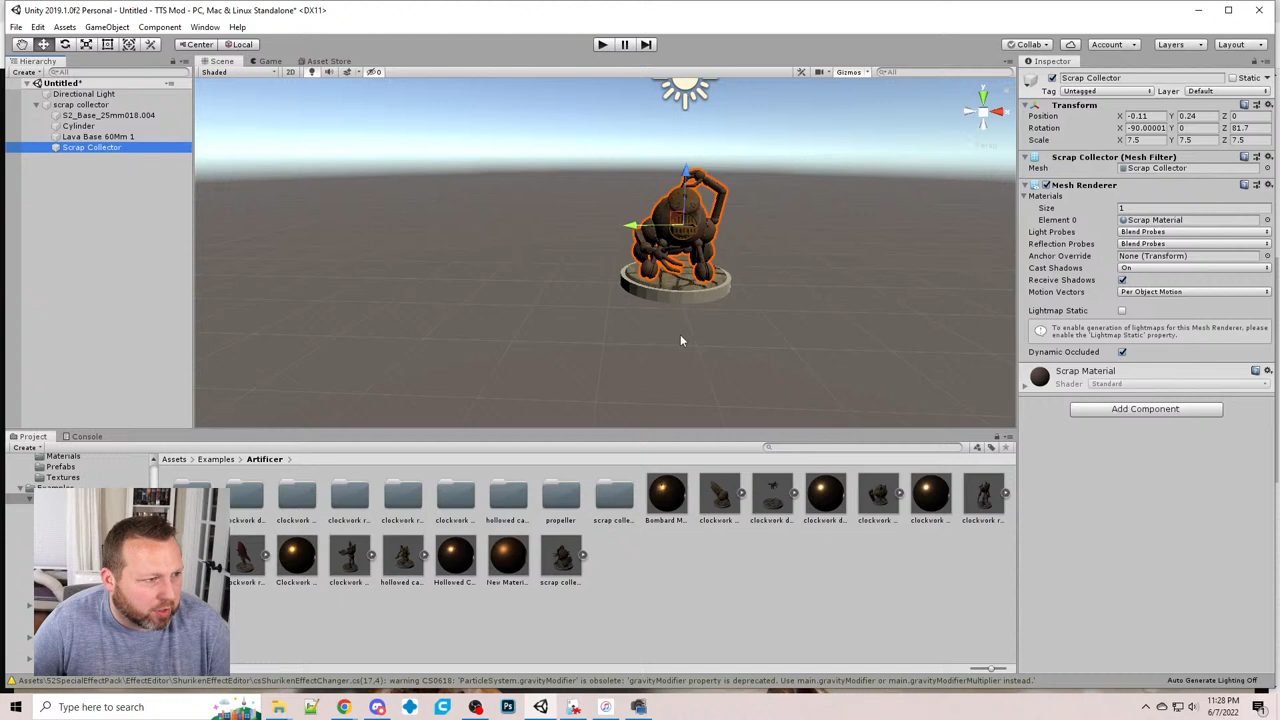 Unity 2019.1.0f2 Personal - Untitled - TTS Mod - PC, Mac & Linux Standalone* <DX11>
File Edit Assets GameObject Component Window Help
Center Local Collab Account Layers Layout
Hierarchy Scene Game Asset Store Inspector
Create All Shaded 2D 0 Gizmos All
Scrap Collector Static
Untitled*
Tag Untagged Layer Default
Directional Light
scrap collector
Transform
S2_Base_25mm018.004
Position X -0.11 Y 0.24 Z 0
Cylinder
Rotation X -90.00001 Y 0 Z 81.7
Lava Base 60Mm 1
Scale X 7.5 Y 7.5 Z 7.5
Scrap Collector
Persp
Scrap Collector (Mesh Filter)
Mesh Scrap Collector
Mesh Renderer
Materials
Size 1
Element 0 Scrap Material
Light Probes Blend Probes
Reflection Probes Blend Probes
Anchor Override None (Transform)
Cast Shadows On
Receive Shadows
Motion Vectors Per Object Motion
Lightmap Static
To enable generation of lightmaps for this Mesh Renderer, please
enable the 'Lightmap Static' property.
Dynamic Occluded
Scrap Material
Shader Standard
Add Component
Project Console
Create
Materials
Prefabs
Textures
Assets Examples Artificer
clockwork d... clockwork ... clockwork r... clockwork r... clockwork ... hollowed ca... propeller scrap colle... Bombard M... clockwork ... clockwork d... clockwork d... clockwork ... clockwork ... clockwork r...
clockwork r... Clockwork ... clockwork ... hollowed ca... Hollowed C... New Materi... scrap colle...
Assets\S2SpecialEffectPack\EffectEditor\ShurikenEffectEditor\csShurikenEffectChanger.cs(17,4): warning CS0618: 'ParticleSystem.gravityModifier' is obsolete: 'gravityModifier property is deprecated. Use main.gravityModifier or main.gravityModifierMultiplier instead.'
Auto Generate Lighting Off
Type here to search
11:28 PM
6/7/2022